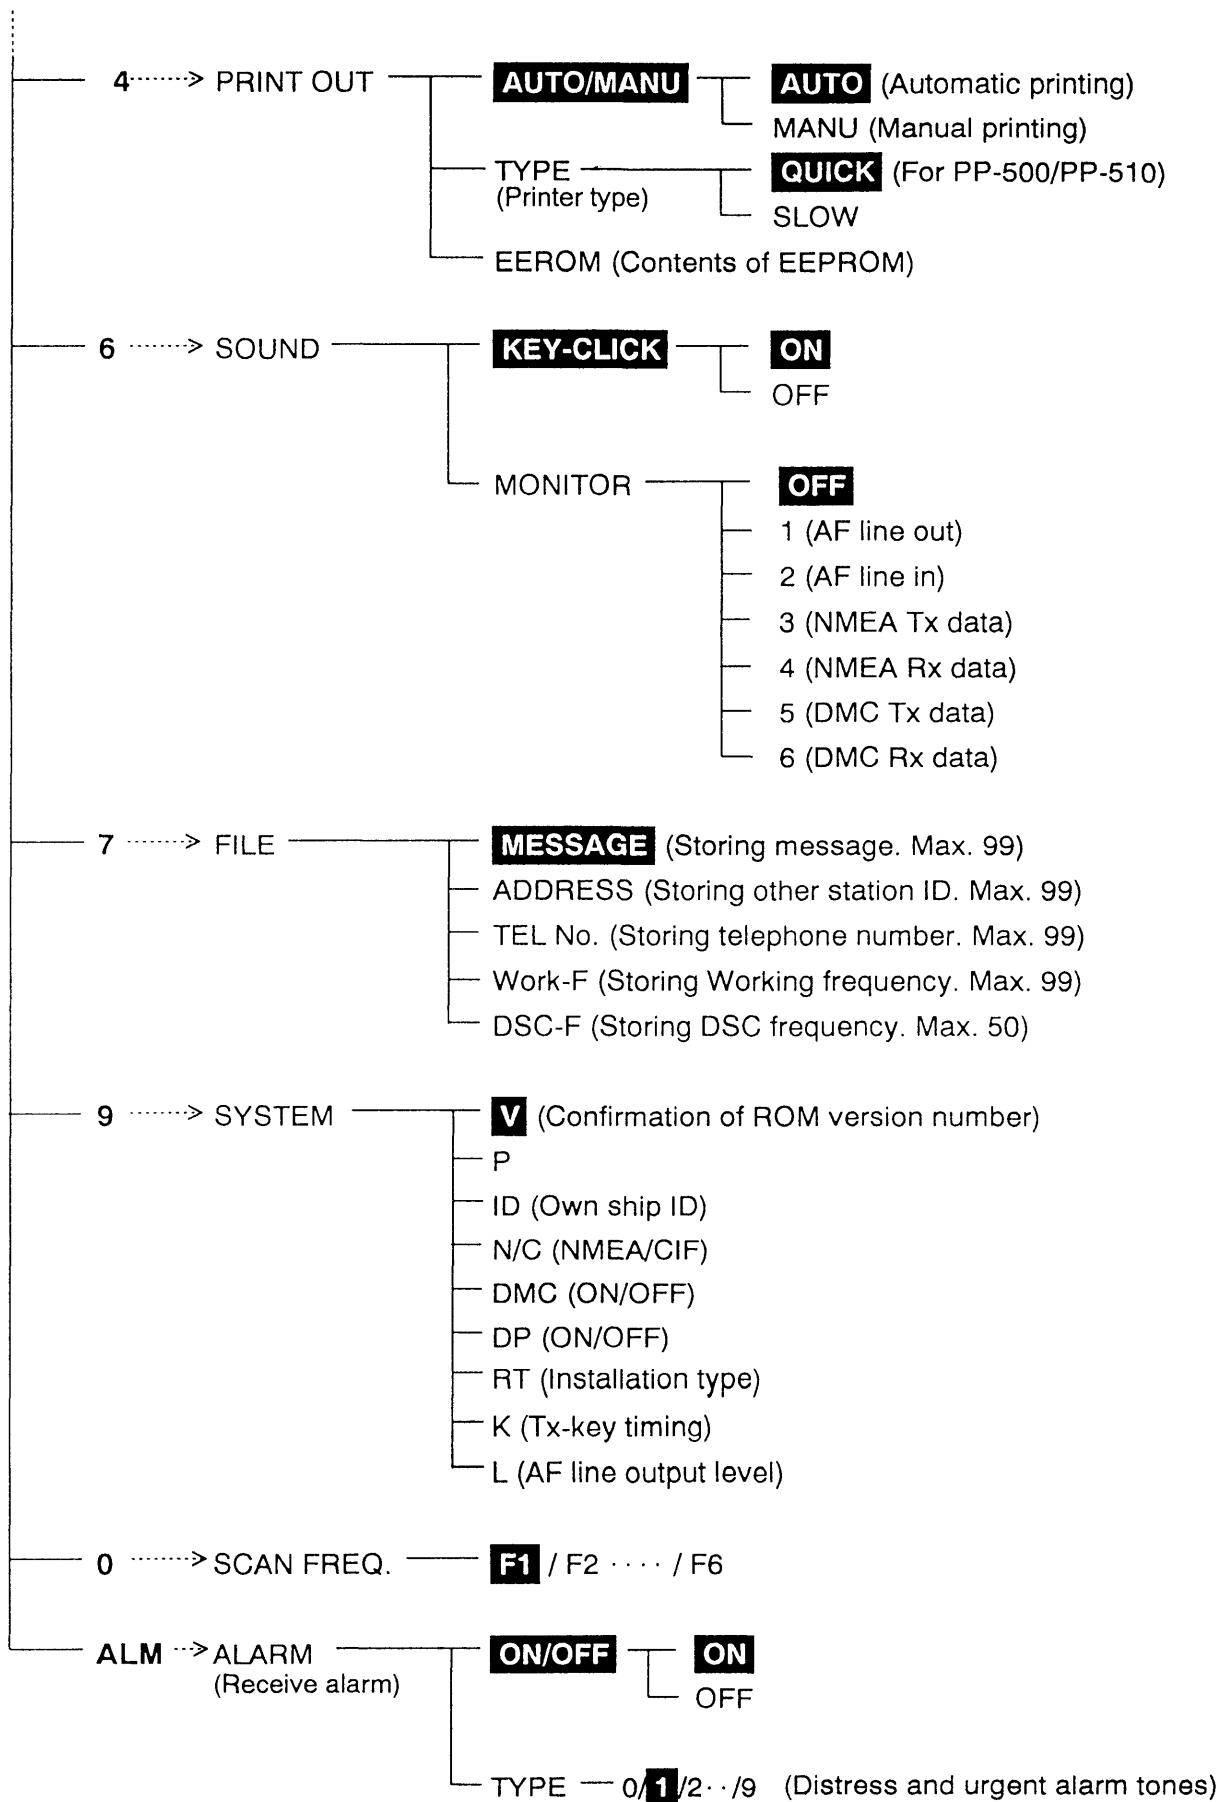 4 ······> PRINT OUT AUTO/MANU AUTO (Automatic printing)
MANU (Manual printing)
TYPE QUICK (For PP-500/PP-510)
(Printer type)
SLOW
EEROM (Contents of EEPROM)
6 ······> SOUND KEY-CLICK ON
OFF
MONITOR OFF
1 (AF line out)
2 (AF line in)
3 (NMEA Tx data)
4 (NMEA Rx data)
5 (DMC Tx data)
6 (DMC Rx data)
7 ······> FILE MESSAGE (Storing message. Max. 99)
ADDRESS (Storing other station ID. Max. 99)
TEL No. (Storing telephone number. Max. 99)
Work-F (Storing Working frequency. Max. 99)
DSC-F (Storing DSC frequency. Max. 50)
9 ······> SYSTEM V (Confirmation of ROM version number)
P
ID (Own ship ID)
N/C (NMEA/CIF)
DMC (ON/OFF)
DP (ON/OFF)
RT (Installation type)
K (Tx-key timing)
L (AF line output level)
0 ······> SCAN FREQ. F1 / F2 ···· / F6
ALM ···> ALARM ON/OFF ON
(Receive alarm) OFF
TYPE 0/1/2··/9 (Distress and urgent alarm tones)